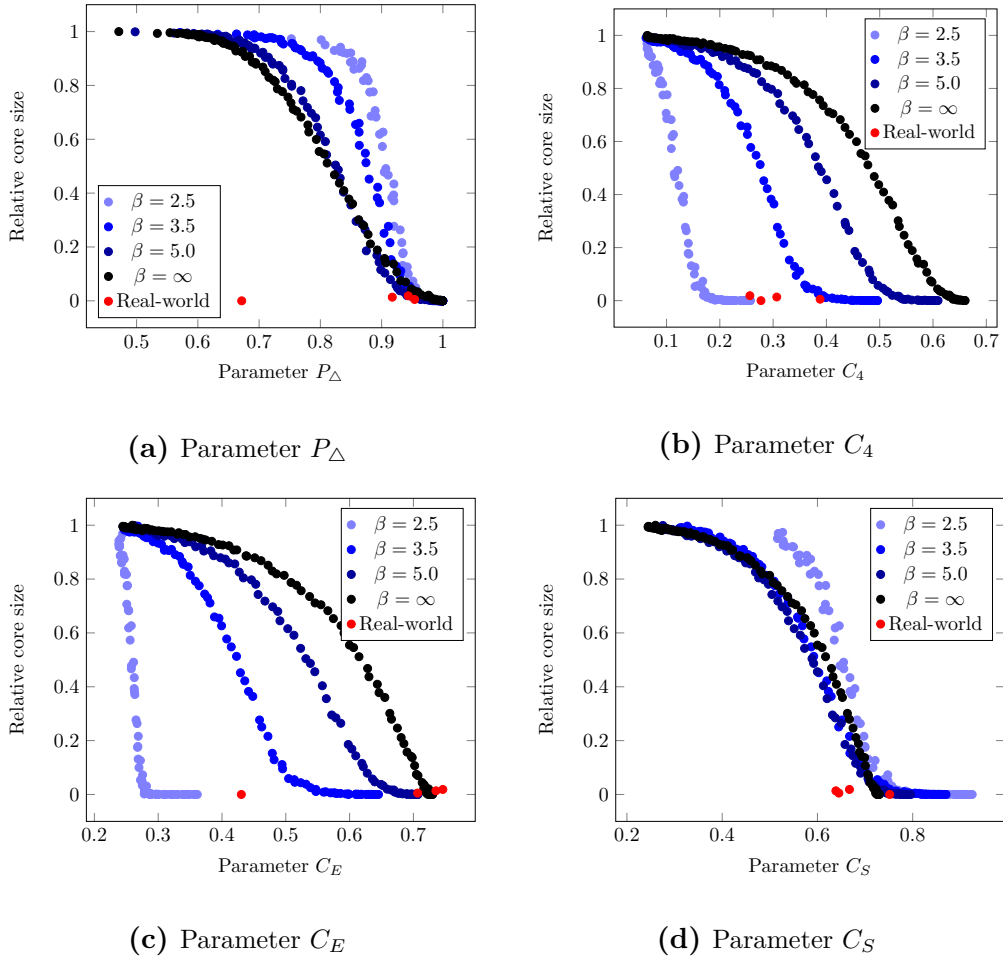 1
0.8
0.6
0.4
0.2
0
Relative core size
β = 2.5
β = 3.5
β = 5.0
β = ∞
Real-world
0.5 0.6 0.7 0.8 0.9 1
Parameter P△
(a) Parameter P△
1
0.8
0.6
0.4
0.2
0
Relative core size
β = 2.5
β = 3.5
β = 5.0
β = ∞
Real-world
0.1 0.2 0.3 0.4 0.5 0.6 0.7
Parameter C₄
(b) Parameter C₄
1
0.8
0.6
0.4
0.2
0
Relative core size
β = 2.5
β = 3.5
β = 5.0
β = ∞
Real-world
0.2 0.3 0.4 0.5 0.6 0.7
Parameter C_E
(c) Parameter C_E
1
0.8
0.6
0.4
0.2
0
Relative core size
β = 2.5
β = 3.5
β = 5.0
β = ∞
Real-world
0.2 0.4 0.6 0.8
Parameter C_S
(d) Parameter C_S